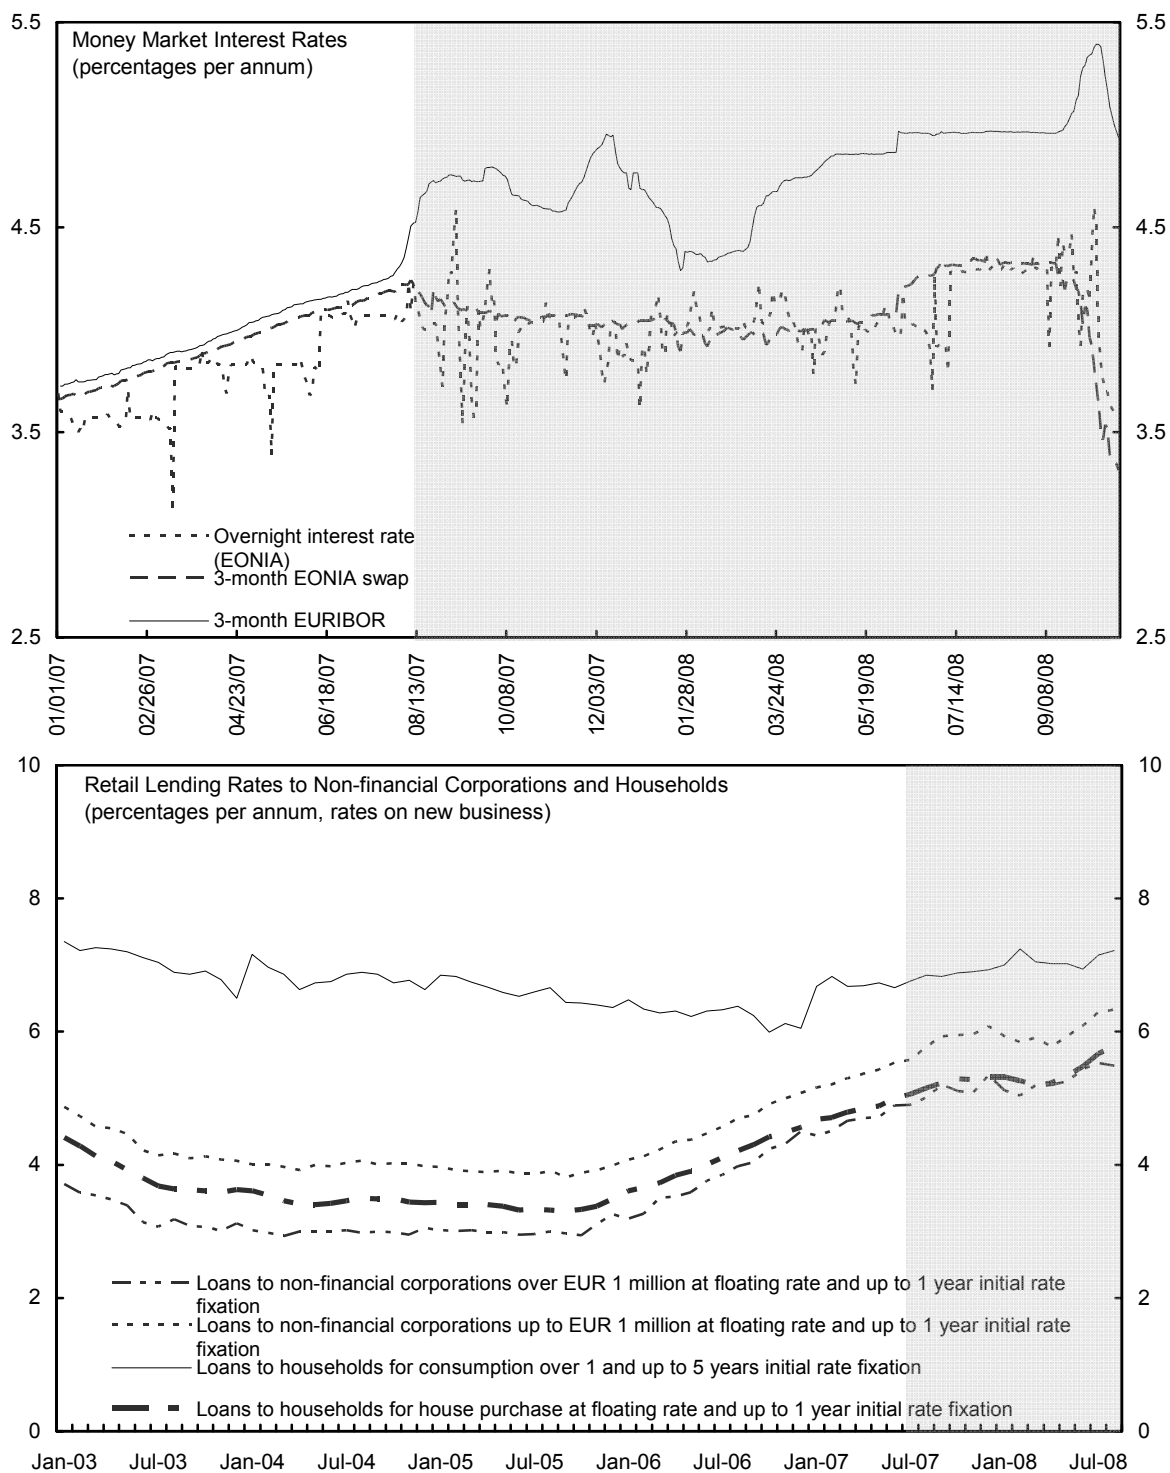 5.5 5.5
Money Market Interest Rates
(percentages per annum)
4.5 4.5
3.5 3.5
Overnight interest rate
(EONIA)
3-month EONIA swap
3-month EURIBOR
2.5 2.5
01/01/07 02/26/07 04/23/07 06/18/07 08/13/07 10/08/07 12/03/07 01/28/08 03/24/08 05/19/08 07/14/08 09/08/08
10 10
Retail Lending Rates to Non-financial Corporations and Households
(percentages per annum, rates on new business)
8 8
6 6
4 4
Loans to non-financial corporations over EUR 1 million at floating rate and up to 1 year initial rate
fixation
2 2
Loans to non-financial corporations up to EUR 1 million at floating rate and up to 1 year initial rate
fixation
Loans to households for consumption over 1 and up to 5 years initial rate fixation
Loans to households for house purchase at floating rate and up to 1 year initial rate fixation
0 0
Jan-03 Jul-03 Jan-04 Jul-04 Jan-05 Jul-05 Jan-06 Jul-06 Jan-07 Jul-07 Jan-08 Jul-08